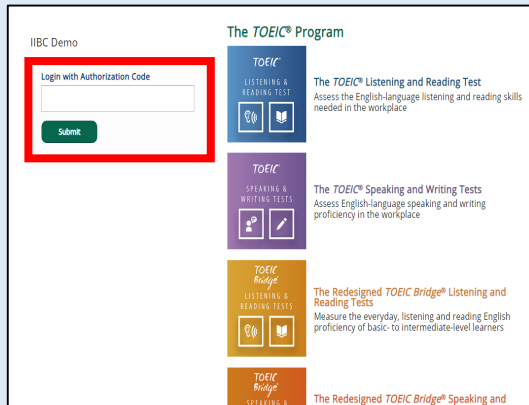 IIBC Demo
Login with Authorization Code
Submit
The TOEIC® Program
TOEIC
LISTENING &
READING TEST
The TOEIC® Listening and Reading Test
Assess the English-language listening and reading skills
needed in the workplace
TOEIC
SPEAKING &
WRITING TESTS
The TOEIC® Speaking and Writing Tests
Assess English-language speaking and writing
proficiency in the workplace
TOEIC
Bridge
LISTENING &
READING TESTS
The Redesigned TOEIC Bridge® Listening and
Reading Tests
Measure the everyday, listening and reading English
proficiency of basic- to intermediate-level learners
TOEIC
Bridge
SPEAKING &
The Redesigned TOEIC Bridge® Speaking and